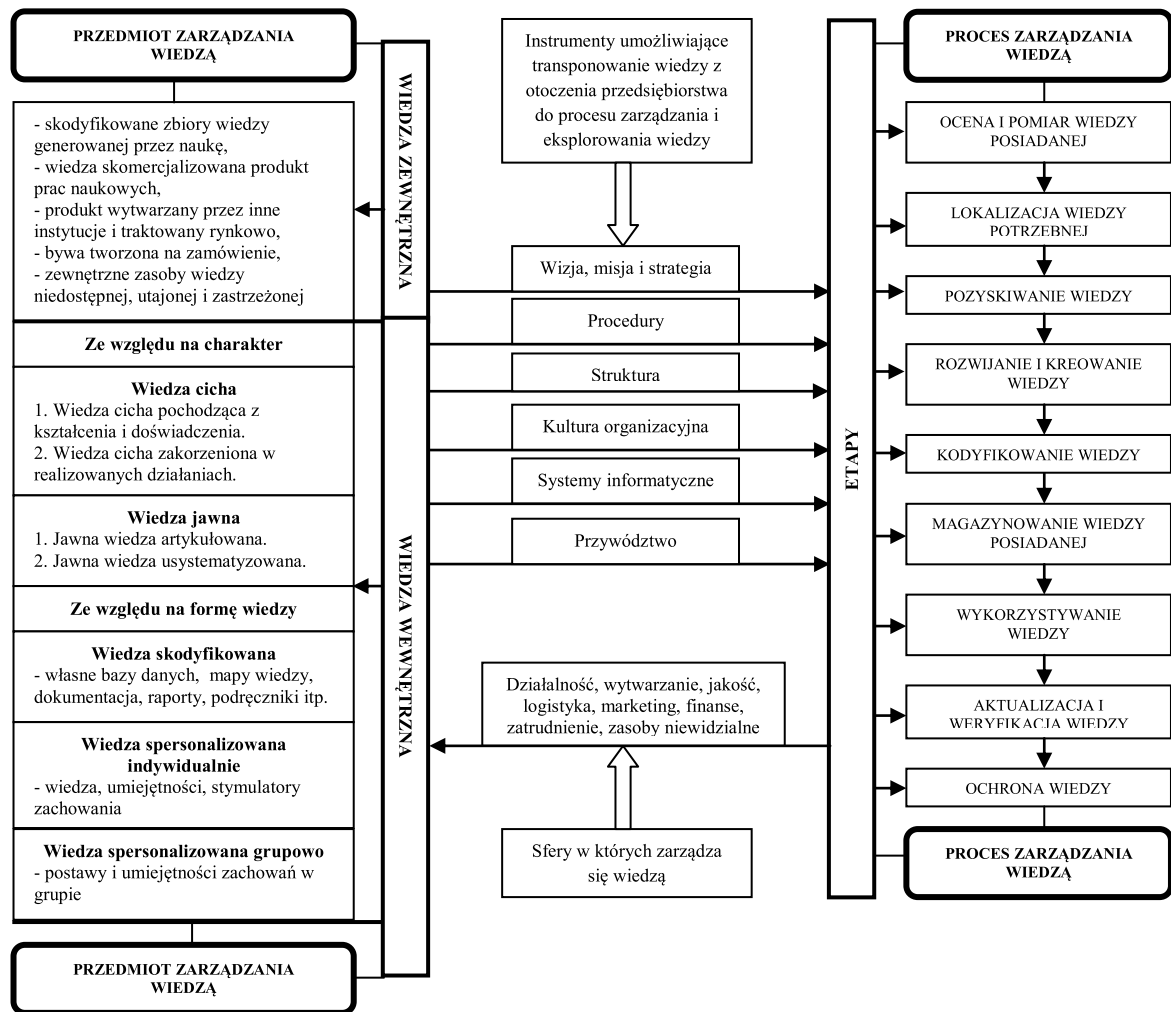 PRZEDMIOT ZARZĄDZANIA
WIEDZĄ
- skodyfikowane zbiory wiedzy
generowanej przez naukę,
- wiedza skomercjalizowana produkt
prac naukowych,
- produkt wytwarzany przez inne
instytucje i traktowany rynkowo,
- bywa tworzona na zamówienie,
- zewnętrzne zasoby wiedzy
niedostępnej, utajonej i zastrzeżonej
Ze względu na charakter
Wiedza cicha
1. Wiedza cicha pochodząca z
kształcenia i doświadczenia.
2. Wiedza cicha zakorzeniona w
realizowanych działaniach.
Wiedza jawna
1. Jawna wiedza artykułowana.
2. Jawna wiedza usystematyzowana.
Ze względu na formę wiedzy
Wiedza skodyfikowana
- własne bazy danych, mapy wiedzy,
dokumentacja, raporty, podręczniki itp.
Wiedza spersonalizowana
indywidualnie
- wiedza, umiejętności, stymulatory
zachowania
Wiedza spersonalizowana grupowo
- postawy i umiejętności zachowań w
grupie
PRZEDMIOT ZARZĄDZANIA
WIEDZĄ
WIEDZA ZEWNĘTRZNA
WIEDZA WEWNĘTRZNA
Instrumenty umożliwiające
transponowanie wiedzy z
otoczenia przedsiębiorstwa
do procesu zarządzania i
eksplorowania wiedzy
Wizja, misja i strategia
Procedury
Struktura
Kultura organizacyjna
Systemy informatyczne
Przywództwo
Działalność, wytwarzanie, jakość,
logistyka, marketing, finanse,
zatrudnienie, zasoby niewidzialne
Sfery w których zarządza
się wiedzą
ETAPY
PROCES ZARZĄDZANIA
WIEDZĄ
OCENA I POMIAR WIEDZY
POSIADANEJ
LOKALIZACJA WIEDZY
POTRZEBNEJ
POZYSKIWANIE WIEDZY
ROZWIJANIE I KREOWANIE
WIEDZY
KODYFIKOWANIE WIEDZY
MAGAZYNOWANIE WIEDZY
POSIADANEJ
WYKORZYSTYWANIE
WIEDZY
AKTUALIZACJA I
WERYFIKACJA WIEDZY
OCHRONA WIEDZY
PROCES ZARZĄDZANIA
WIEDZĄ